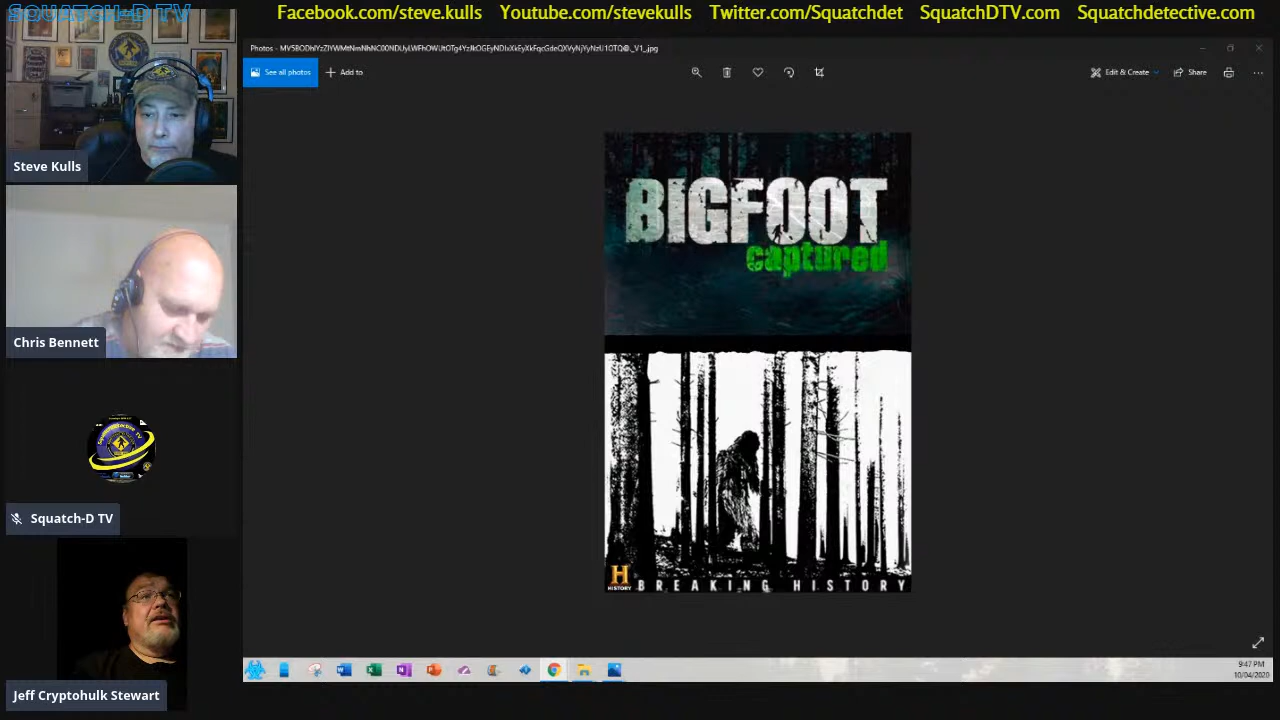 SQUATCH-D TV
Facebook.com/steve.kulls Youtube.com/stevekulls Twitter.com/Squatchdet SquatchDTV.com Squatchdetective.com
See all photos
Add to
Edit & Create
Share
Steve Kulls
BIGFOOT
captured
Chris Bennett
Squatch-D TV
H
HISTORY
BREAKING HISTORY
Jeff Cryptohulk Stewart
9:47 PM
10/04/2020